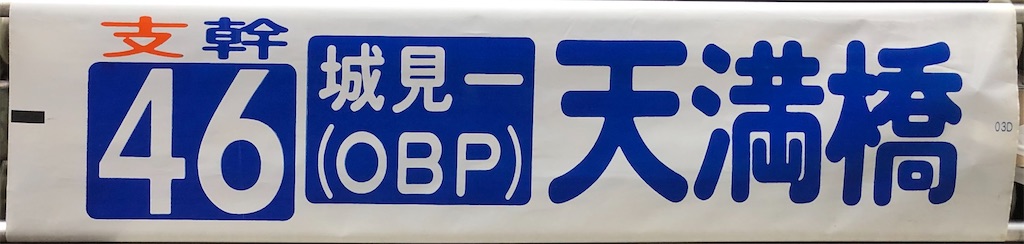 支幹
46
城見一
(OBP)
天満橋
03D